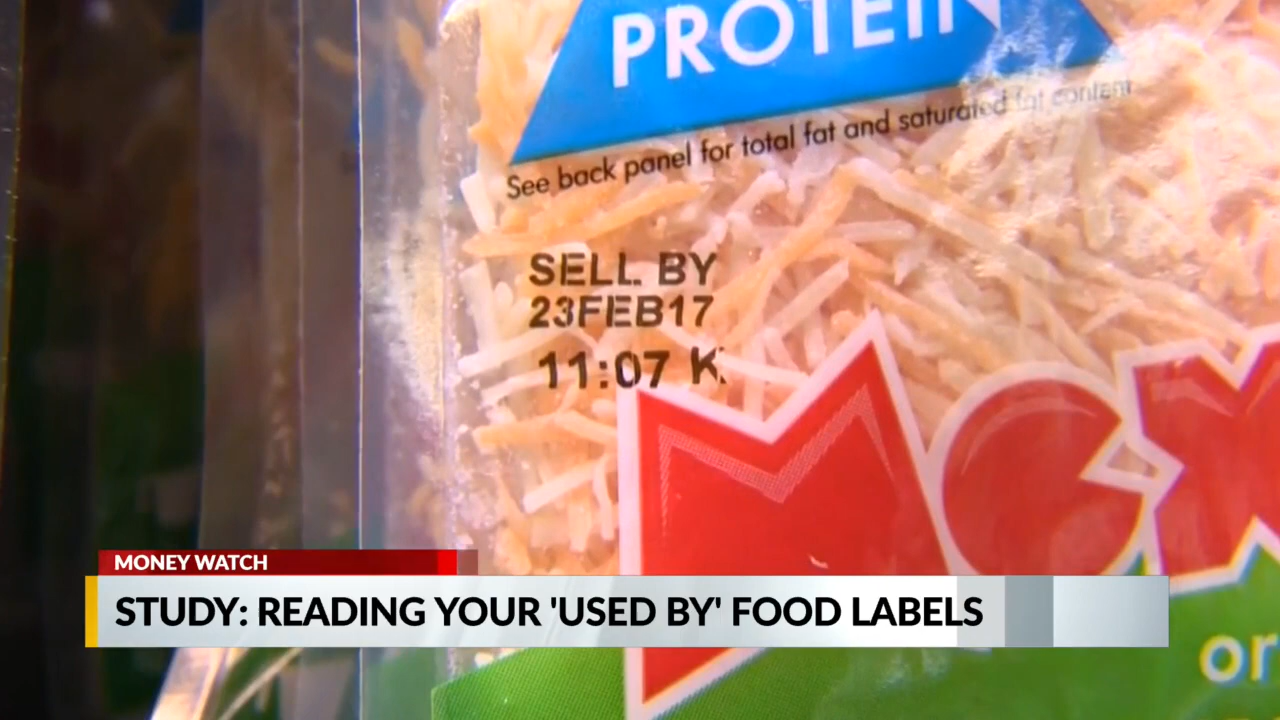 PROTEIN
See back panel for total fat and saturated fat content
SELL BY
23FEB17
11:07 K
MONEY WATCH
STUDY: READING YOUR 'USED BY' FOOD LABELS